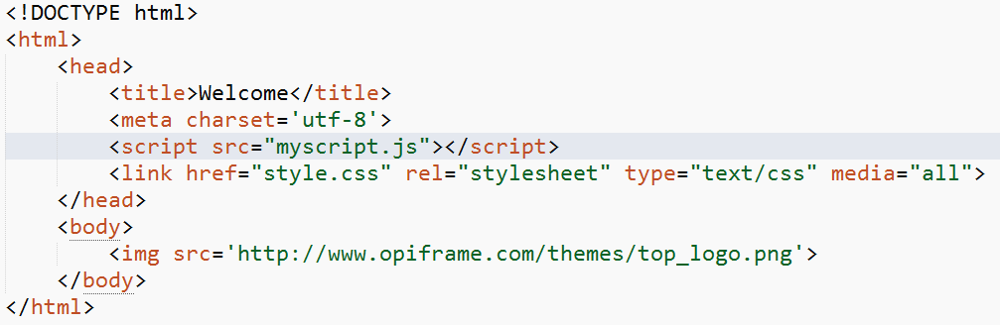 <!DOCTYPE html>
<html>
    <head>
        <title>Welcome</title>
        <meta charset='utf-8'>
        <script src="myscript.js"></script>
        <link href="style.css" rel="stylesheet" type="text/css" media="all">
    </head>
    <body>
        <img src='http://www.opiframe.com/themes/top_logo.png'>
    </body>
</html>